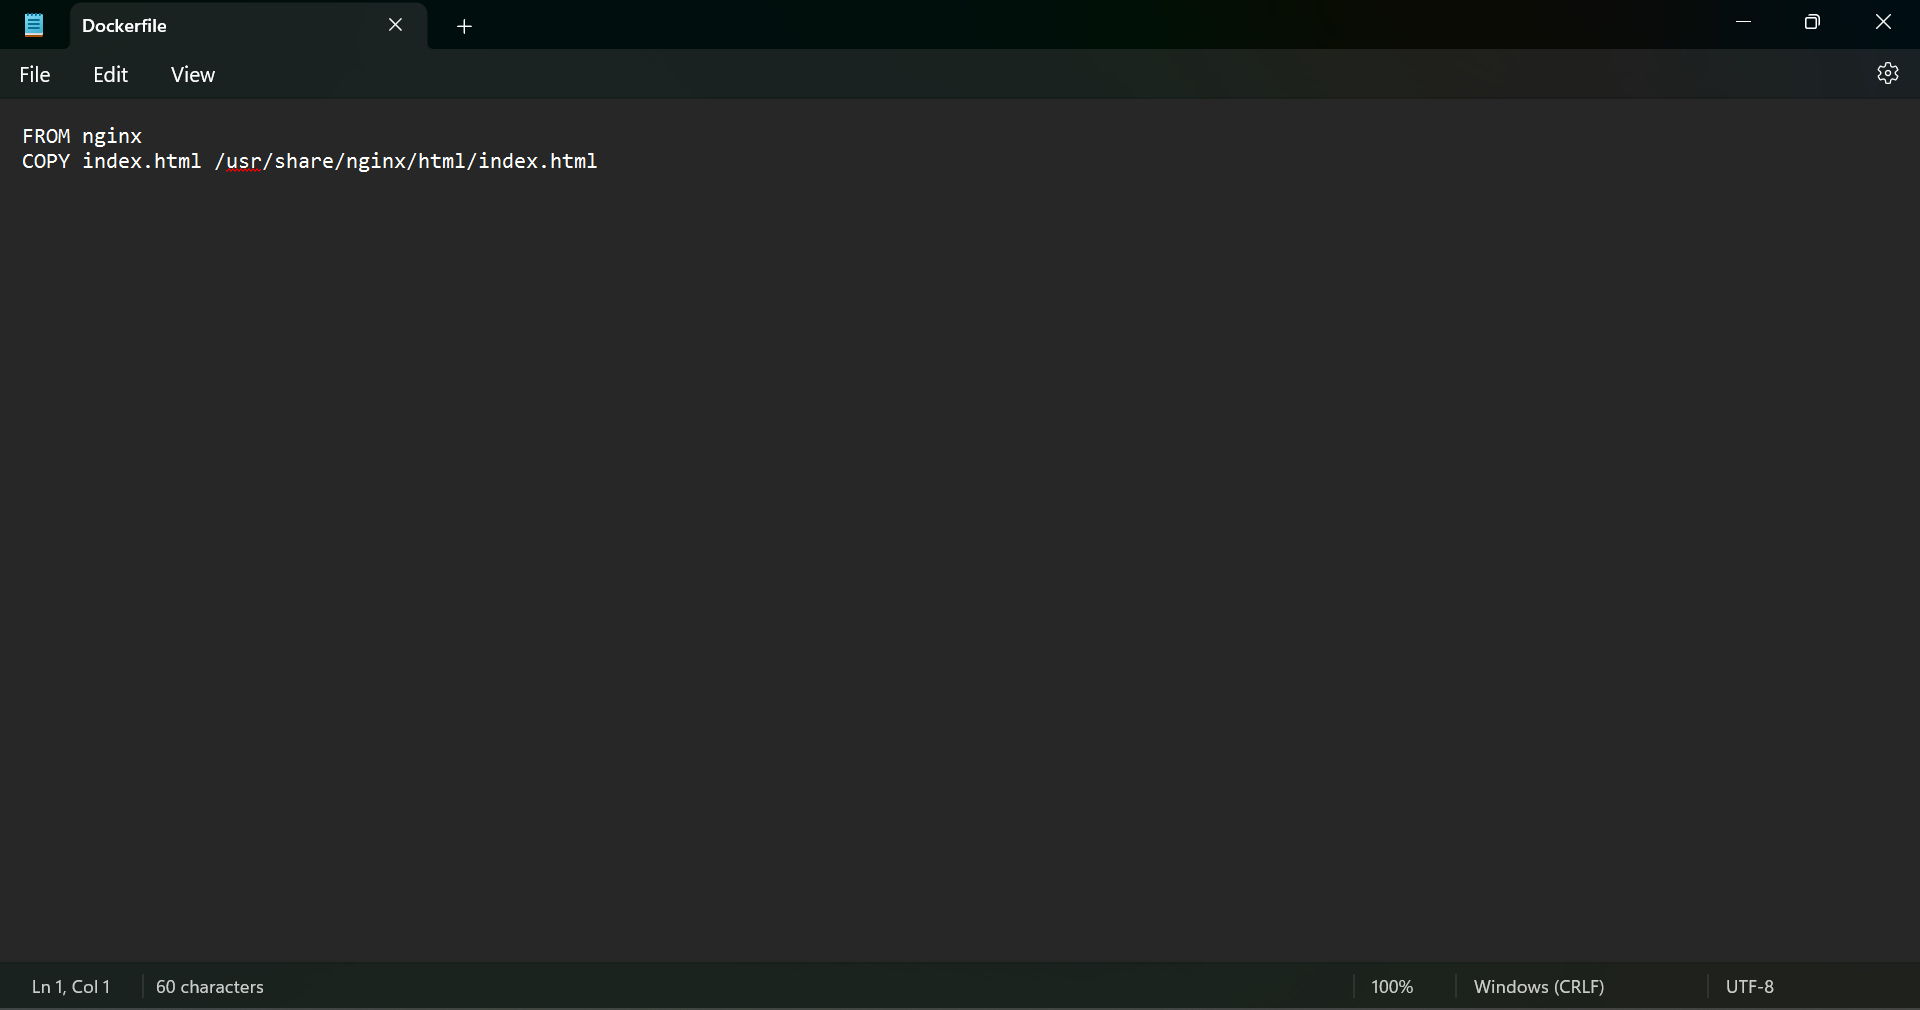 Dockerfile
File Edit View
FROM nginx
COPY index.html /usr/share/nginx/html/index.html
Ln 1, Col 1 60 characters 100% Windows (CRLF) UTF-8